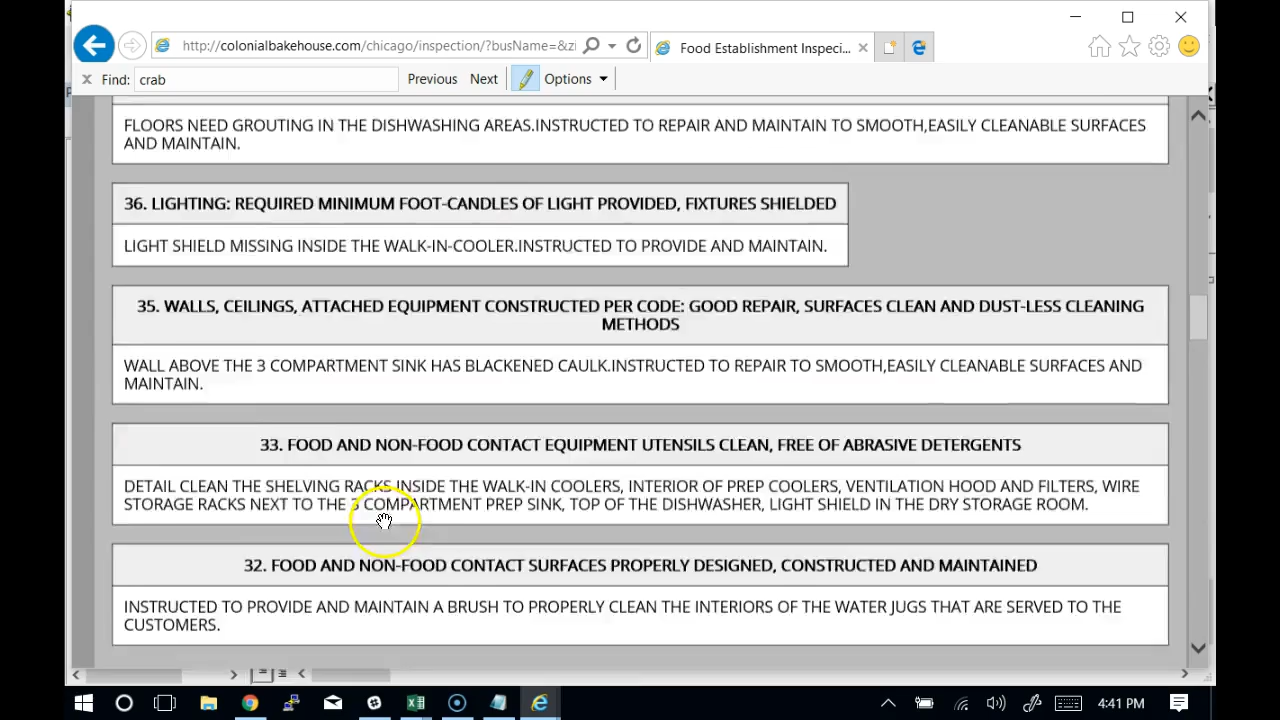 http://colonialbakehouse.com/chicago/inspection/?busName=&zi
Food Establishment Inspeci...
Find: crab Previous Next Options
FLOORS NEED GROUTING IN THE DISHWASHING AREAS.INSTRUCTED TO REPAIR AND MAINTAIN TO SMOOTH,EASILY CLEANABLE SURFACES
AND MAINTAIN.
36. LIGHTING: REQUIRED MINIMUM FOOT-CANDLES OF LIGHT PROVIDED, FIXTURES SHIELDED
LIGHT SHIELD MISSING INSIDE THE WALK-IN-COOLER.INSTRUCTED TO PROVIDE AND MAINTAIN.
35. WALLS, CEILINGS, ATTACHED EQUIPMENT CONSTRUCTED PER CODE: GOOD REPAIR, SURFACES CLEAN AND DUST-LESS CLEANING
METHODS
WALL ABOVE THE 3 COMPARTMENT SINK HAS BLACKENED CAULK.INSTRUCTED TO REPAIR TO SMOOTH,EASILY CLEANABLE SURFACES AND
MAINTAIN.
33. FOOD AND NON-FOOD CONTACT EQUIPMENT UTENSILS CLEAN, FREE OF ABRASIVE DETERGENTS
DETAIL CLEAN THE SHELVING RACKS INSIDE THE WALK-IN COOLERS, INTERIOR OF PREP COOLERS, VENTILATION HOOD AND FILTERS, WIRE
STORAGE RACKS NEXT TO THE 3 COMPARTMENT PREP SINK, TOP OF THE DISHWASHER, LIGHT SHIELD IN THE DRY STORAGE ROOM.
32. FOOD AND NON-FOOD CONTACT SURFACES PROPERLY DESIGNED, CONSTRUCTED AND MAINTAINED
INSTRUCTED TO PROVIDE AND MAINTAIN A BRUSH TO PROPERLY CLEAN THE INTERIORS OF THE WATER JUGS THAT ARE SERVED TO THE
CUSTOMERS.
4:41 PM